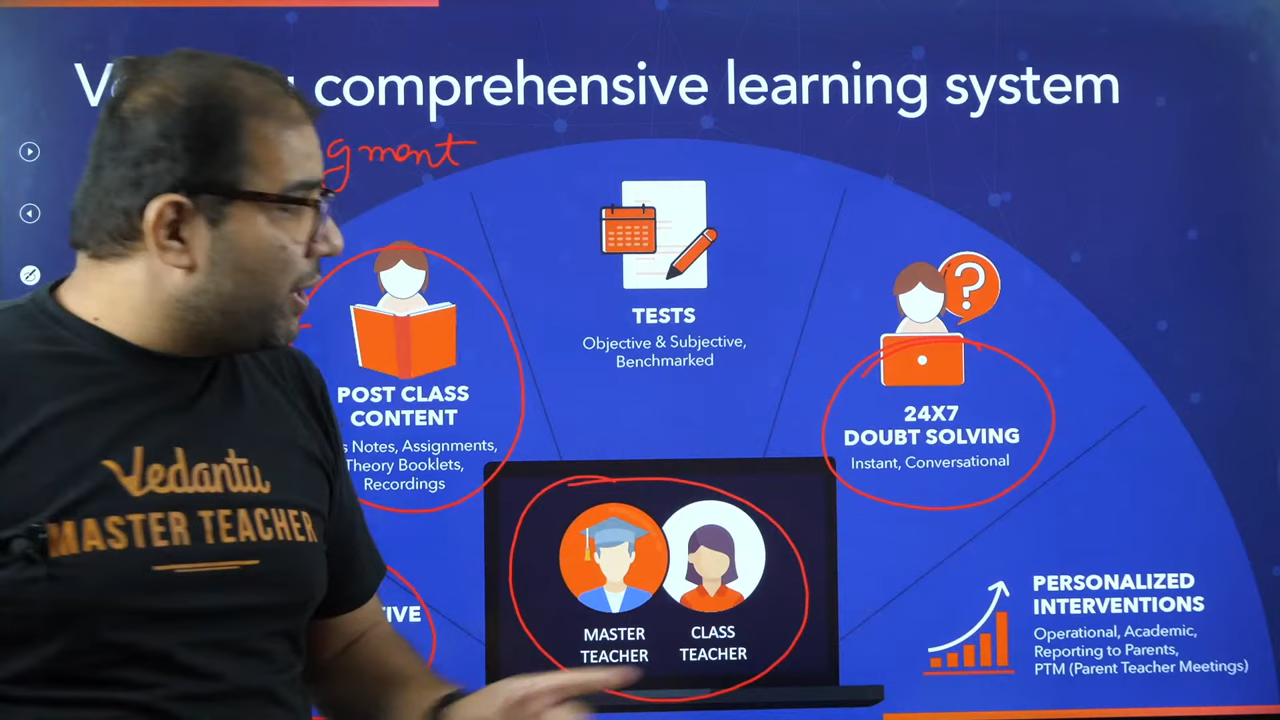 comprehensive learning system
TESTS
Objective & Subjective,
Benchmarked
POST CLASS
CONTENT
Notes, Assignments,
Theory Booklets,
Recordings
24X7
DOUBT SOLVING
Instant, Conversational
Vedantu
MASTER TEACHER
MASTER
TEACHER
CLASS
TEACHER
PERSONALIZED
INTERVENTIONS
Operational, Academic,
Reporting to Parents,
PTM (Parent Teacher Meetings)